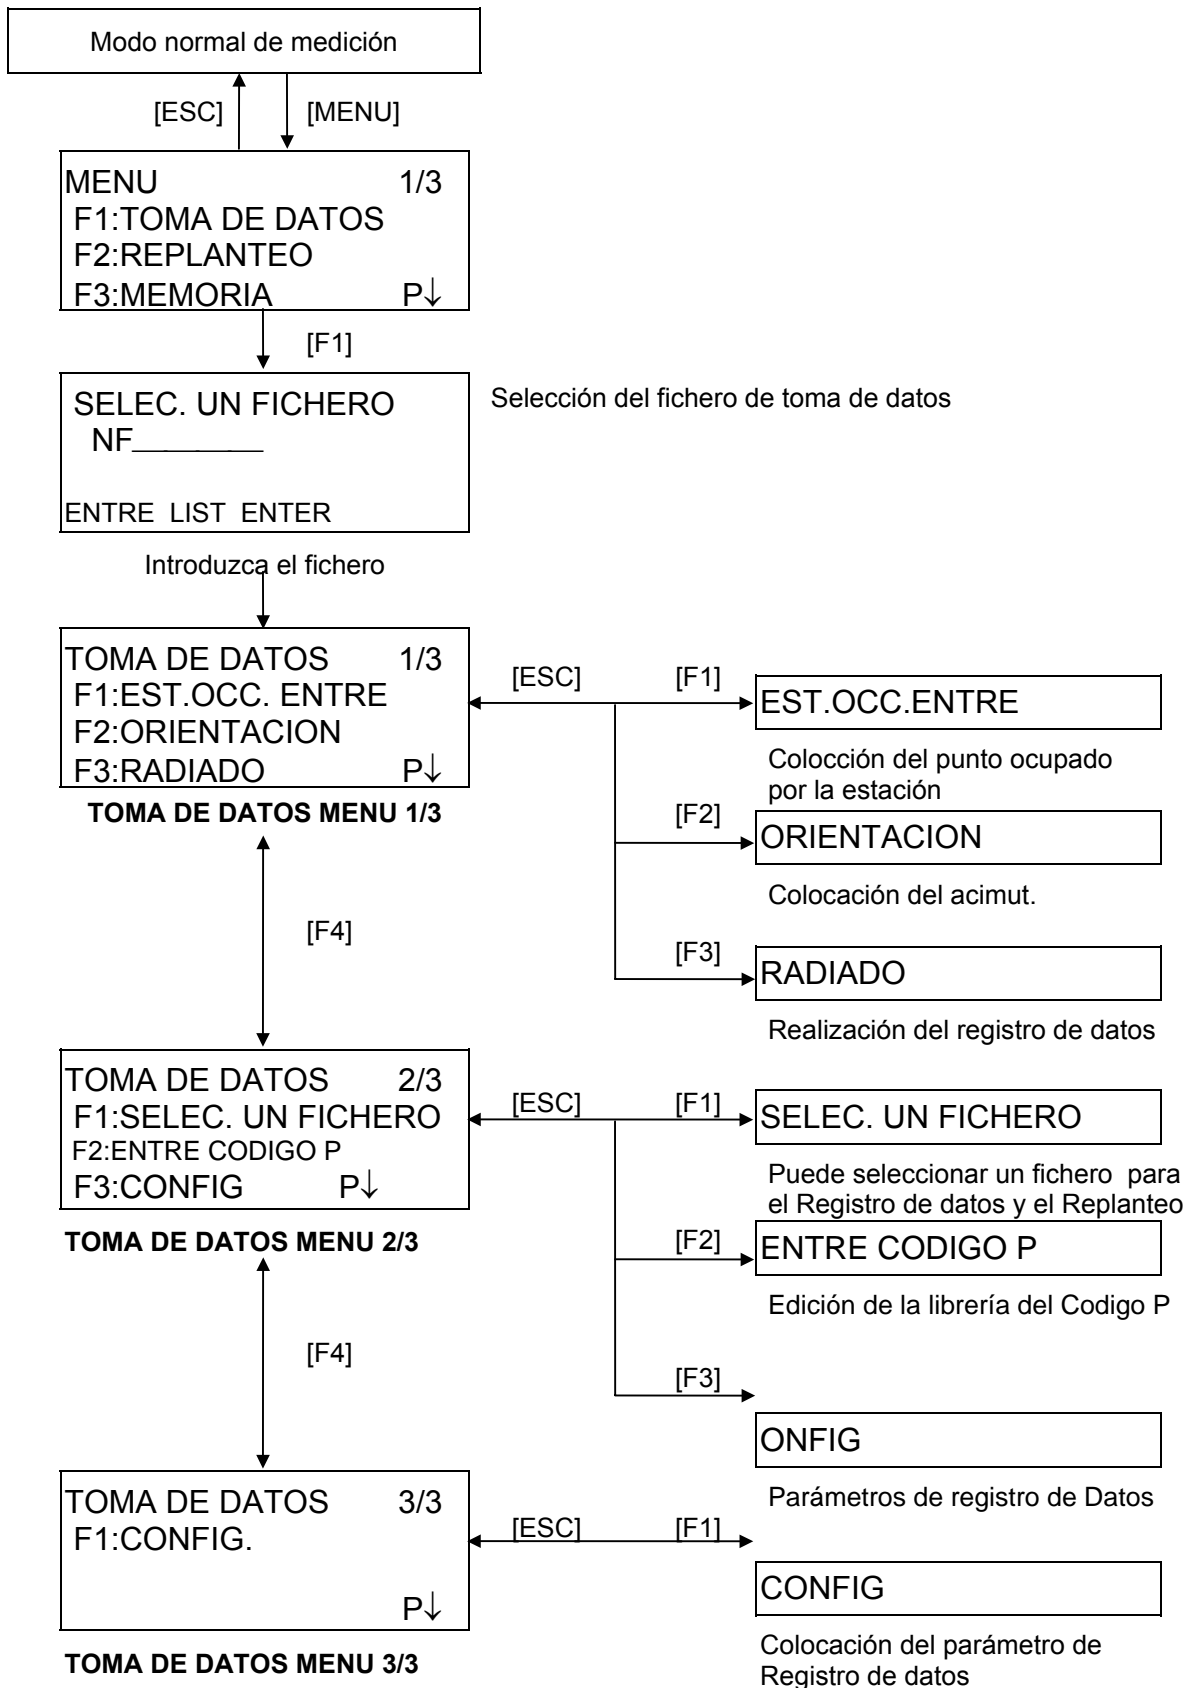 Modo normal de medición
[ESC] [MENU]
MENU 1/3
F1:TOMA DE DATOS
F2:REPLANTEO
F3:MEMORIA P↓
[F1]
SELEC. UN FICHERO
NF________
ENTRE LIST ENTER
Selección del fichero de toma de datos
Introduzca el fichero
TOMA DE DATOS 1/3
F1:EST.OCC. ENTRE
F2:ORIENTACION
F3:RADIADO P↓
TOMA DE DATOS MENU 1/3
[ESC] [F1]
EST.OCC.ENTRE
Colocción del punto ocupado
por la estación
[F2]
ORIENTACION
Colocación del acimut.
[F3]
RADIADO
Realización del registro de datos
[F4]
TOMA DE DATOS 2/3
F1:SELEC. UN FICHERO
F2:ENTRE CODIGO P
F3:CONFIG P↓
TOMA DE DATOS MENU 2/3
[ESC] [F1]
SELEC. UN FICHERO
Puede seleccionar un fichero para
el Registro de datos y el Replanteo
[F2]
ENTRE CODIGO P
Edición de la librería del Codigo P
[F3]
ONFIG
Parámetros de registro de Datos
[F4]
TOMA DE DATOS 3/3
F1:CONFIG.
P↓
TOMA DE DATOS MENU 3/3
[ESC] [F1]
CONFIG
Colocación del parámetro de
Registro de datos